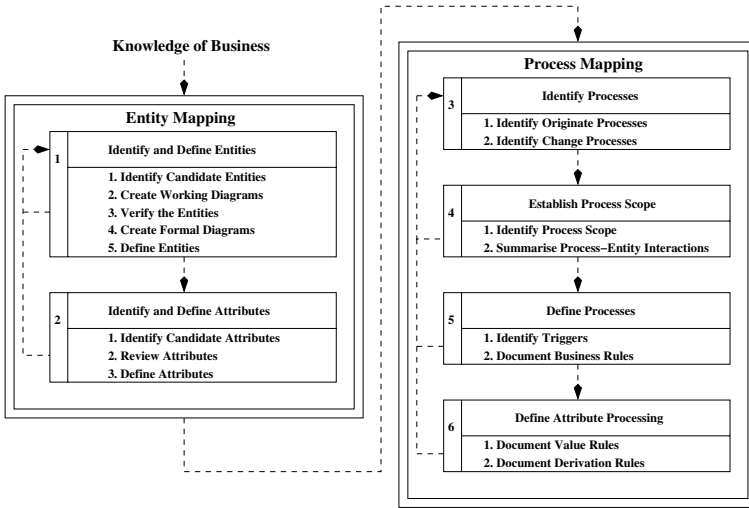 Knowledge of Business
Entity Mapping
1
Identify and Define Entities
1. Identify Candidate Entities
2. Create Working Diagrams
3. Verify the Entities
4. Create Formal Diagrams
5. Define Entities
2
Identify and Define Attributes
1. Identify Candidate Attributes
2. Review Attributes
3. Define Attributes
Process Mapping
3
Identify Processes
1. Identify Originate Processes
2. Identify Change Processes
4
Establish Process Scope
1. Identify Process Scope
2. Summarise Process−Entity Interactions
5
Define Processes
1. Identify Triggers
2. Document Business Rules
6
Define Attribute Processing
1. Document Value Rules
2. Document Derivation Rules